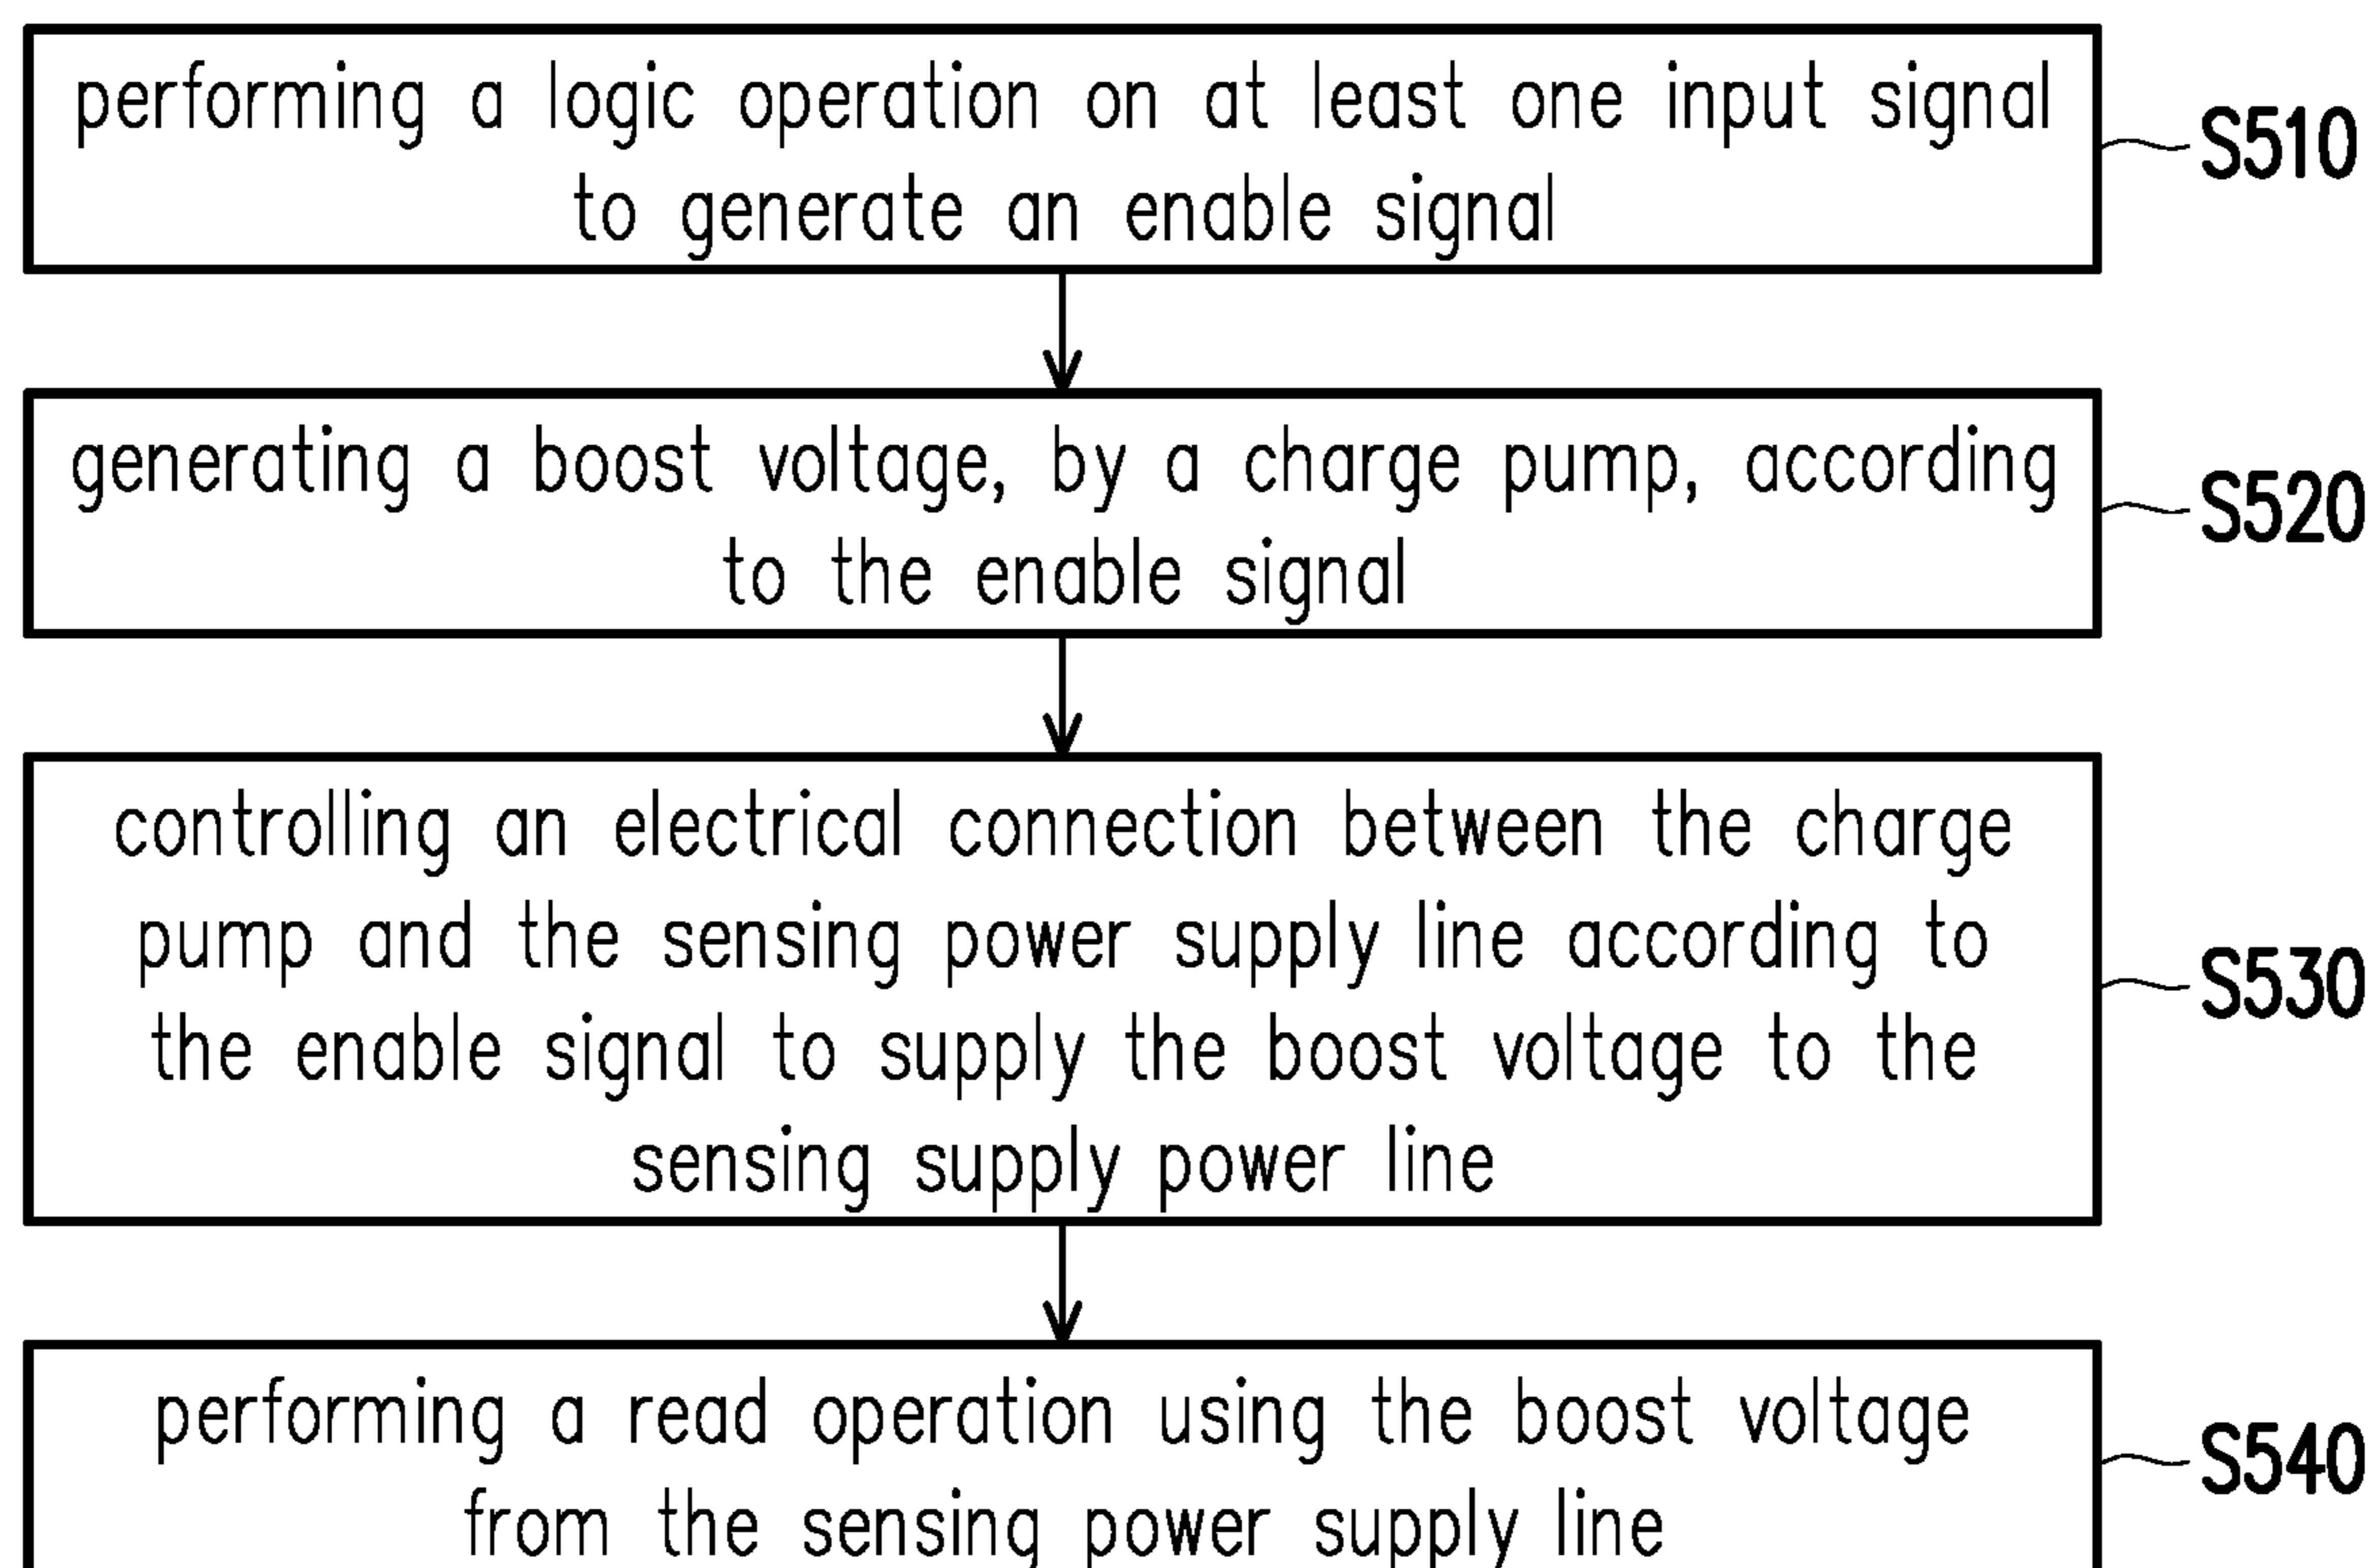 performing a logic operation on at least one input signal
to generate an enable signal
S510
generating a boost voltage, by a charge pump, according
to the enable signal
S520
controlling an electrical connection between the charge
pump and the sensing power supply line according to
the enable signal to supply the boost voltage to the
sensing supply power line
S530
performing a read operation using the boost voltage
from the sensing power supply line
S540